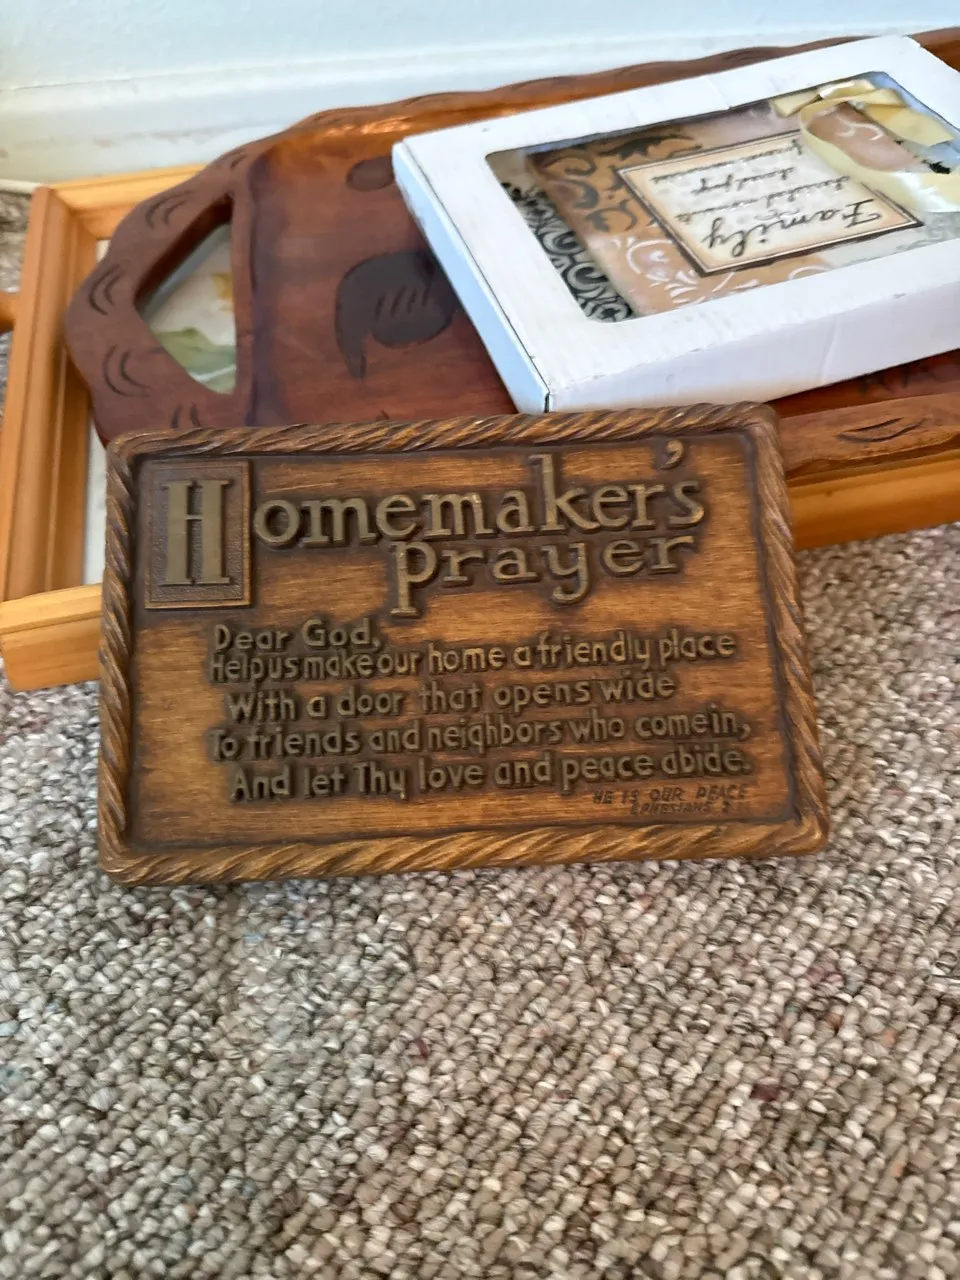 Homemaker's
prayer
Dear God,
Help us make our home a friendly place
With a door that opens wide
To friends and neighbors who come in,
And let Thy love and peace abide.
HE IS OUR PEACE
EPHESIANS 2
Family